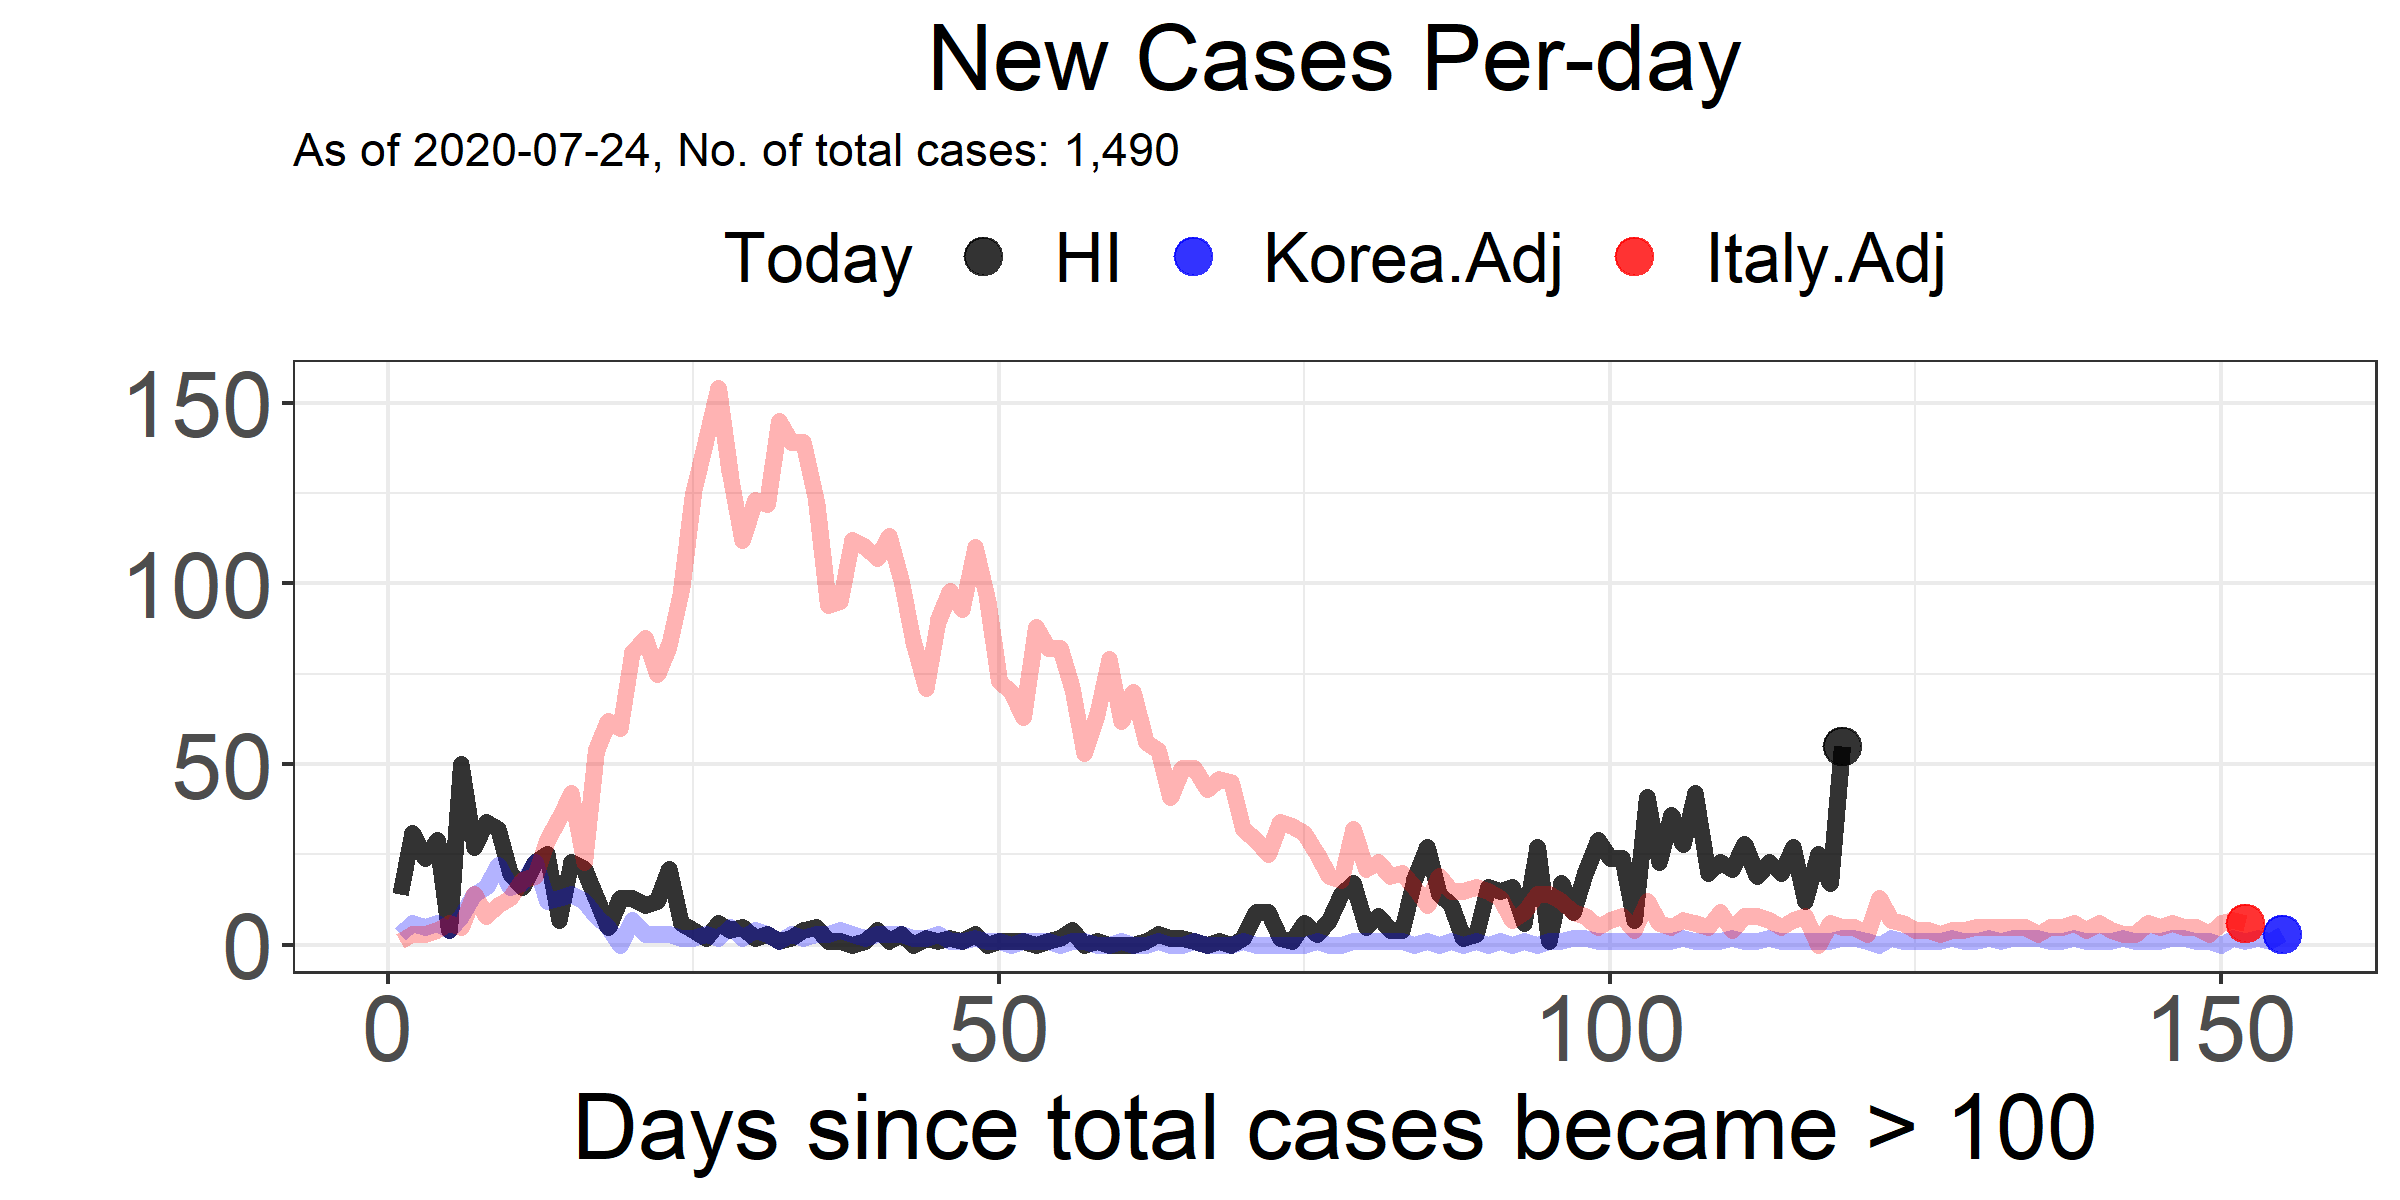 New Cases Per-day
As of 2020-07-24, No. of total cases: 1,490
Today HI Korea.Adj Italy.Adj
150
100
50
0
0 50 100 150
Days since total cases became > 100